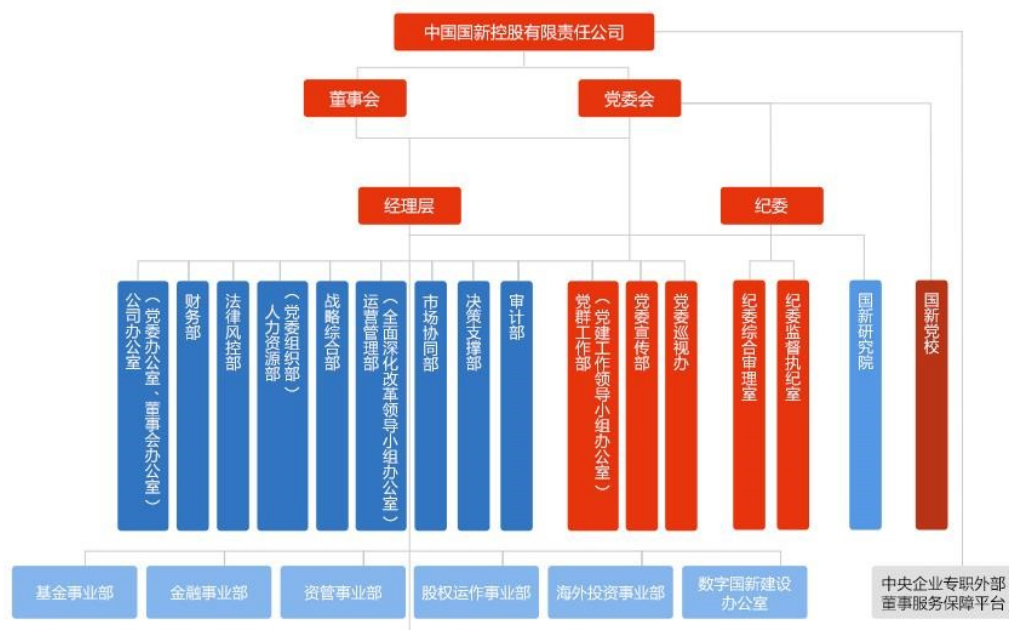 中国国新控股有限责任公司
董事会
党委会
经理层
纪委
公司办公室
（党委办公室、董事会办公室）
财务部
法律风控部
人力资源部
（党委组织部）
战略综合部
运营管理部
（全面深化改革领导小组办公室）
市场协同部
决策支撑部
审计部
党群工作部
（党建工作领导小组办公室）
党委宣传部
党委巡视办
纪委综合审理室
纪委监督执纪室
国新研究院
国新党校
基金事业部
金融事业部
资管事业部
股权运作事业部
海外投资事业部
数字国新建设
办公室
中央企业专职外部
董事服务保障平台